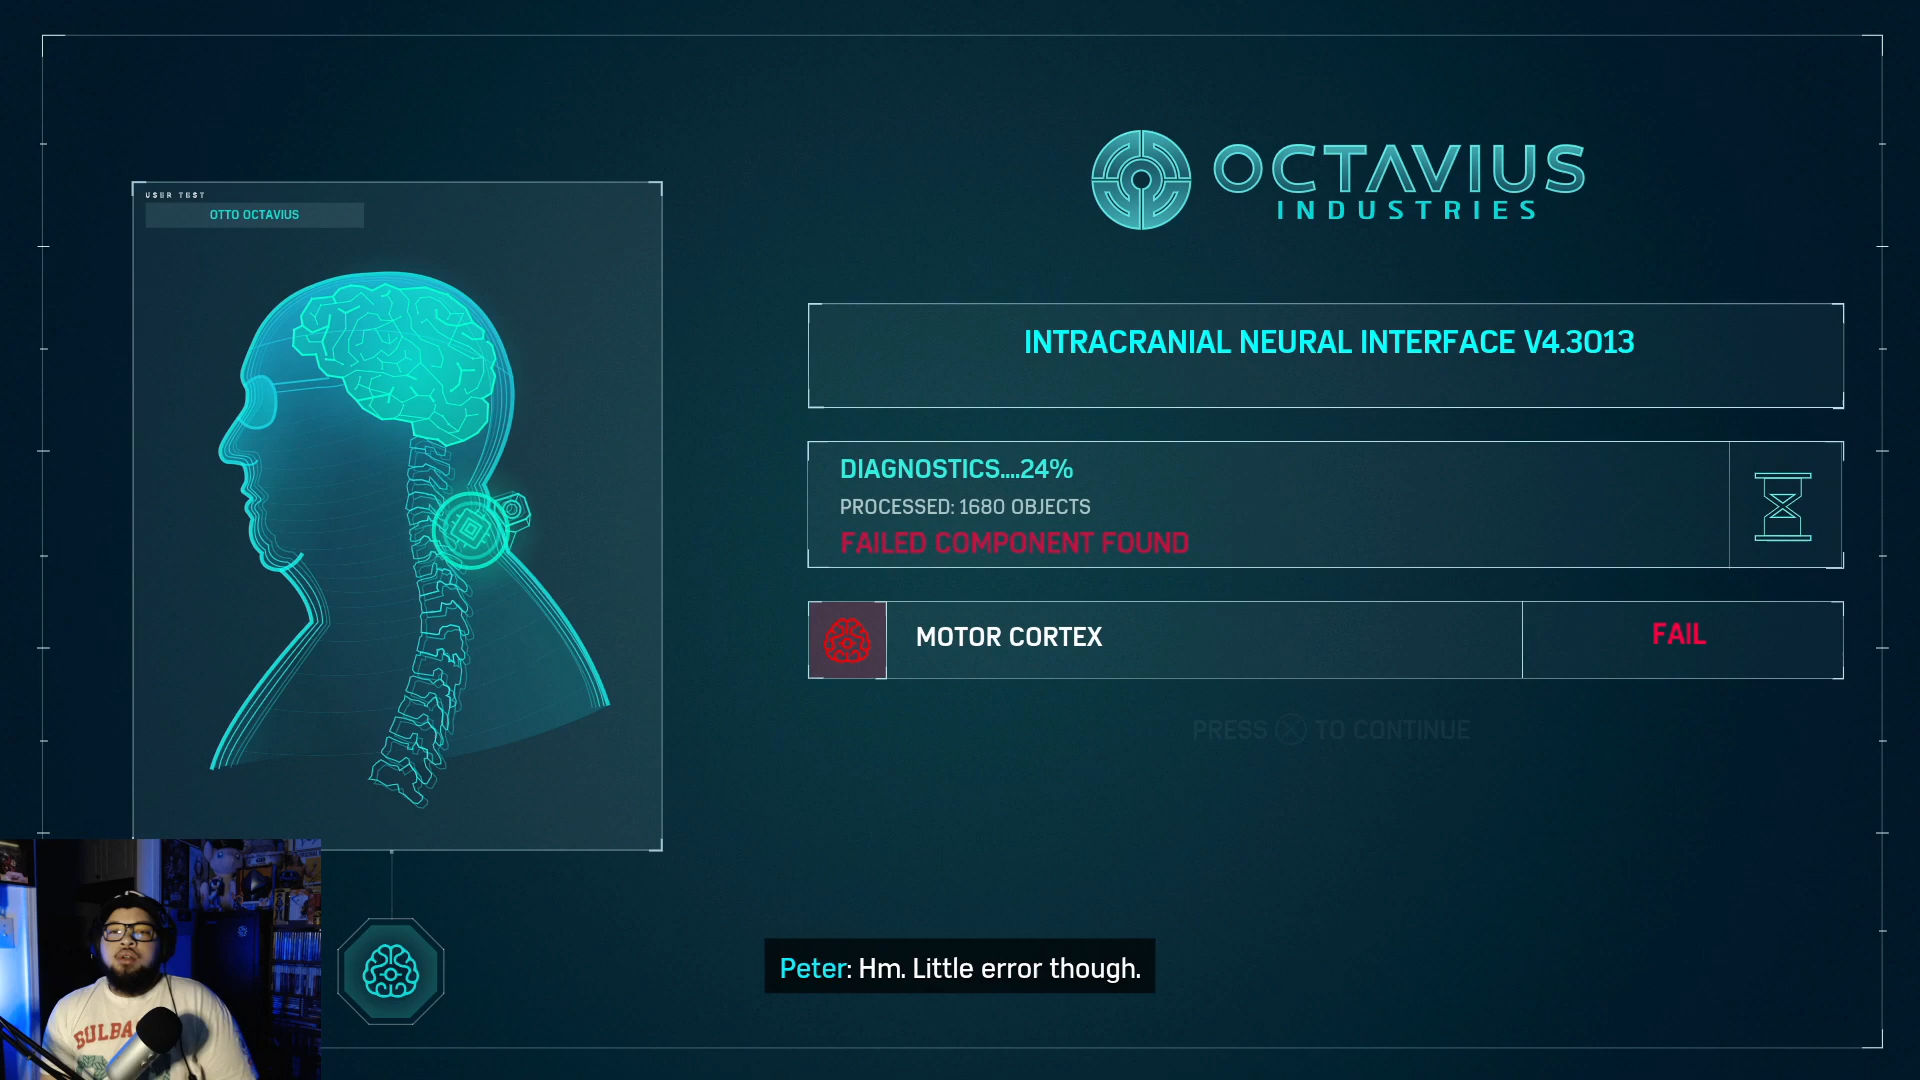 USER TEST
OTTO OCTAVIUS
OCTAVIUS
INDUSTRIES
INTRACRANIAL NEURAL INTERFACE V4.3013
DIAGNOSTICS....24%
PROCESSED: 1680 OBJECTS
FAILED COMPONENT FOUND
MOTOR CORTEX
FAIL
PRESS ⓧ TO CONTINUE
Peter: Hm. Little error though.